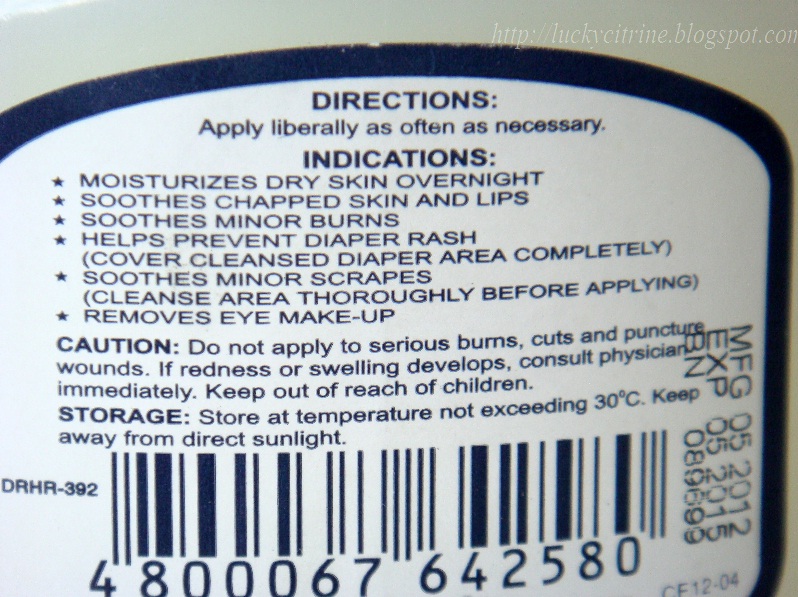 http://luckycitrine.blogspot.com
DIRECTIONS:
Apply liberally as often as necessary.
INDICATIONS:
★ MOISTURIZES DRY SKIN OVERNIGHT
★ SOOTHES CHAPPED SKIN AND LIPS
★ SOOTHES MINOR BURNS
★ HELPS PREVENT DIAPER RASH
(COVER CLEANSED DIAPER AREA COMPLETELY)
★ SOOTHES MINOR SCRAPES
(CLEANSE AREA THOROUGHLY BEFORE APPLYING)
★ REMOVES EYE MAKE-UP
CAUTION: Do not apply to serious burns, cuts and puncture
wounds. If redness or swelling develops, consult physician
immediately. Keep out of reach of children.
STORAGE: Store at temperature not exceeding 30°C. Keep
away from direct sunlight.
MFG 05 2012
EXP 05 2015
BN
DRHR-392
4 800067 642580
CF12-04